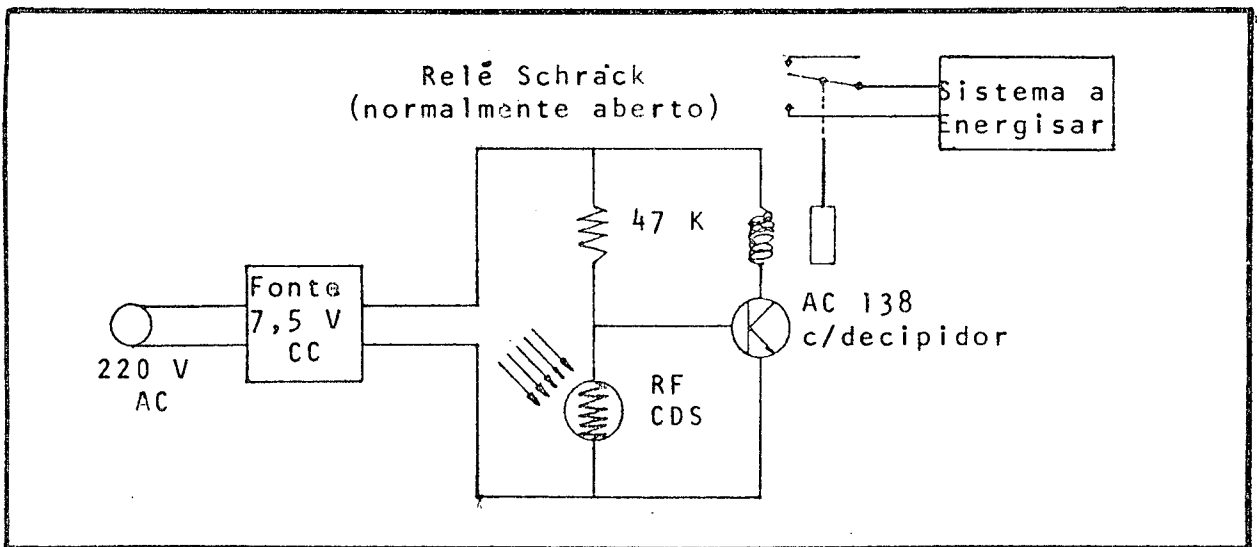 Relé Schrack
(normalmente aberto)
Sistema a
Energisar
47 K
Fonte
7,5 V
CC
220 V
AC
AC 138
c/decipidor
RF
CDS